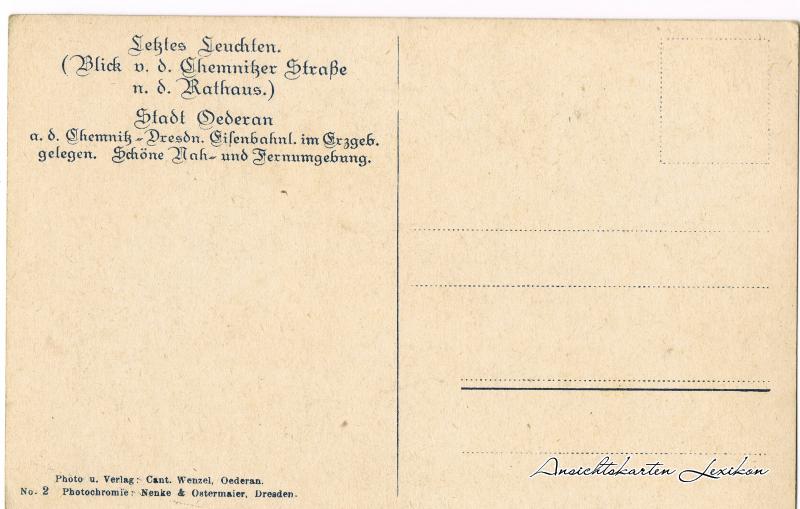 Letztes Leuchten.
(Blick v. d. Chemnitzer Straße
n. d. Rathaus.)
Stadt Oederan
a. d. Chemnitz-Dresdn. Eisenbahnl. im Erzgeb.
gelegen. Schöne Nah- und Fernumgebung.
Photo u. Verlag: Cant. Wenzel, Oederan.
No. 2 Photochromie: Nenke & Ostermaier, Dresden.
Ansichtskarten Lexikon